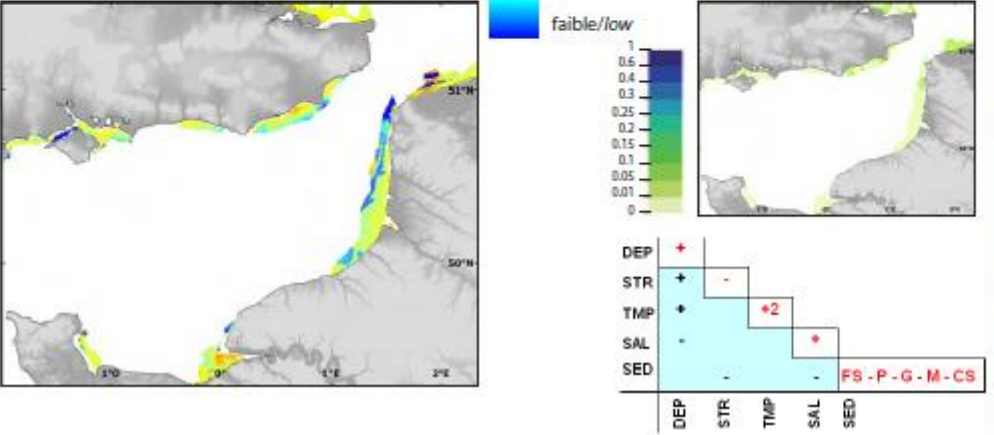 faible/low
1
0.6
0.4
0.3
0.25
0.2
0.15
0.1
0.05
0.01
0
51°N
50°N
1°O
0°
1°E
2°E
DEP +
STR + -
TMP + +2
SAL - +
SED - - FS - P - G - M - CS
DEP STR TMP SAL SED